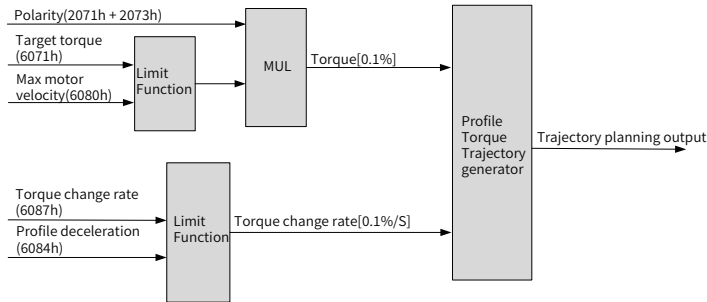 Polarity(2071h + 2073h)
Target torque
(6071h)
Max motor
velocity(6080h)
Limit
Function
MUL
Torque[0.1%]
Profile
Torque
Trajectory
generator
Trajectory planning output
Torque change rate
(6087h)
Profile deceleration
(6084h)
Limit
Function
Torque change rate[0.1%/S]